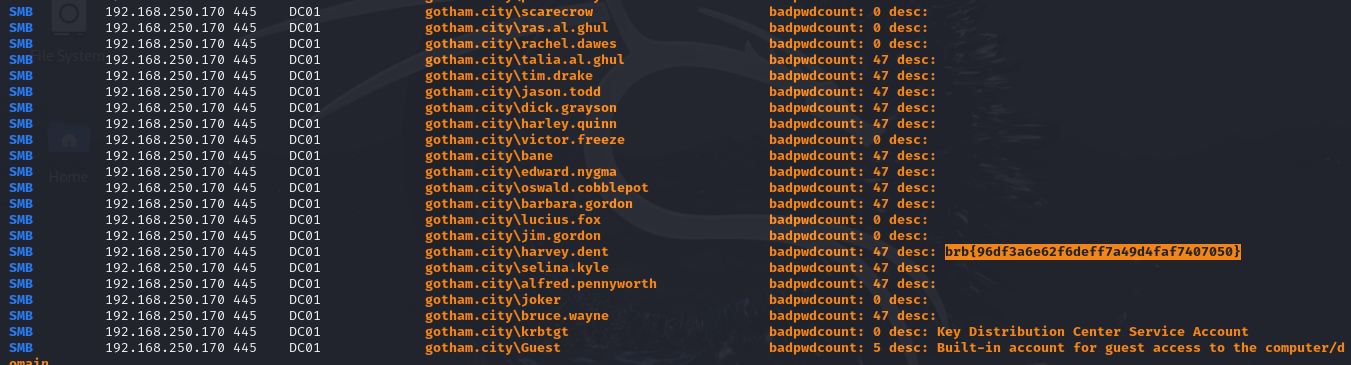 SMB 192.168.250.170 445 DC01 gotham.city\scarecrow badpwdcount: 0 desc:
SMB 192.168.250.170 445 DC01 gotham.city\ras.al.ghul badpwdcount: 0 desc:
SMB 192.168.250.170 445 DC01 gotham.city\rachel.dawes badpwdcount: 0 desc:
SMB 192.168.250.170 445 DC01 gotham.city\talia.al.ghul badpwdcount: 47 desc:
SMB 192.168.250.170 445 DC01 gotham.city\tim.drake badpwdcount: 47 desc:
SMB 192.168.250.170 445 DC01 gotham.city\jason.todd badpwdcount: 47 desc:
SMB 192.168.250.170 445 DC01 gotham.city\dick.grayson badpwdcount: 47 desc:
SMB 192.168.250.170 445 DC01 gotham.city\harley.quinn badpwdcount: 47 desc:
SMB 192.168.250.170 445 DC01 gotham.city\victor.freeze badpwdcount: 0 desc:
SMB 192.168.250.170 445 DC01 gotham.city\bane badpwdcount: 47 desc:
SMB 192.168.250.170 445 DC01 gotham.city\edward.nygma badpwdcount: 47 desc:
SMB 192.168.250.170 445 DC01 gotham.city\oswald.cobblepot badpwdcount: 47 desc:
SMB 192.168.250.170 445 DC01 gotham.city\barbara.gordon badpwdcount: 47 desc:
SMB 192.168.250.170 445 DC01 gotham.city\lucius.fox badpwdcount: 0 desc:
SMB 192.168.250.170 445 DC01 gotham.city\jim.gordon badpwdcount: 0 desc:
SMB 192.168.250.170 445 DC01 gotham.city\harvey.dent badpwdcount: 47 desc: brb{96df3a6e62f6deff7a49d4faf7407050}
SMB 192.168.250.170 445 DC01 gotham.city\selina.kyle badpwdcount: 47 desc:
SMB 192.168.250.170 445 DC01 gotham.city\alfred.pennyworth badpwdcount: 47 desc:
SMB 192.168.250.170 445 DC01 gotham.city\joker badpwdcount: 0 desc:
SMB 192.168.250.170 445 DC01 gotham.city\bruce.wayne badpwdcount: 47 desc:
SMB 192.168.250.170 445 DC01 gotham.city\krbtgt badpwdcount: 0 desc: Key Distribution Center Service Account
SMB 192.168.250.170 445 DC01 gotham.city\Guest badpwdcount: 5 desc: Built-in account for guest access to the computer/d
omain
File System
Home